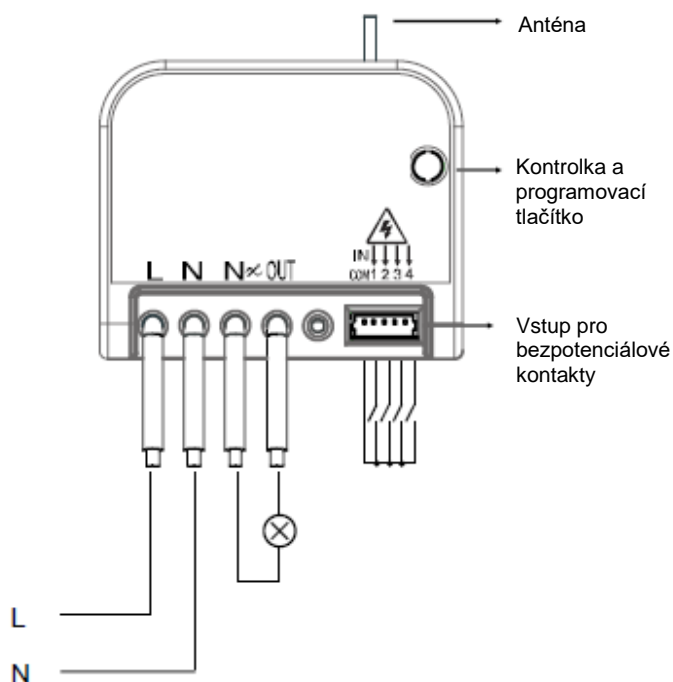 Anténa
Kontrolka a
programovací
tlačítko
IN
COM 1 2 3 4
L N N OUT
Vstup pro
bezpotenciálové
kontakty
L
N